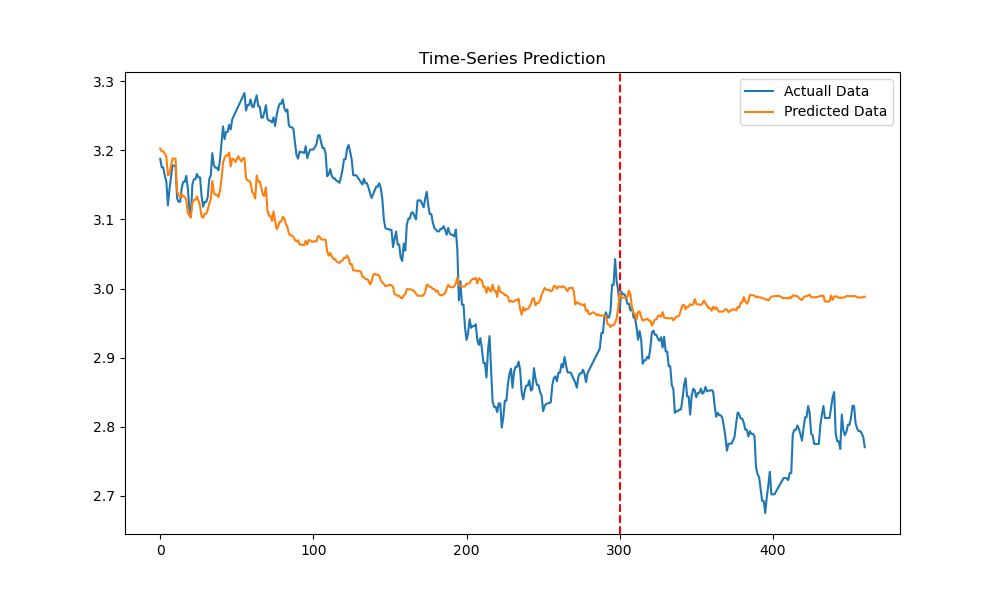 Time-Series Prediction
Actuall Data
Predicted Data
3.3
3.2
3.1
3.0
2.9
2.8
2.7
0 100 200 300 400